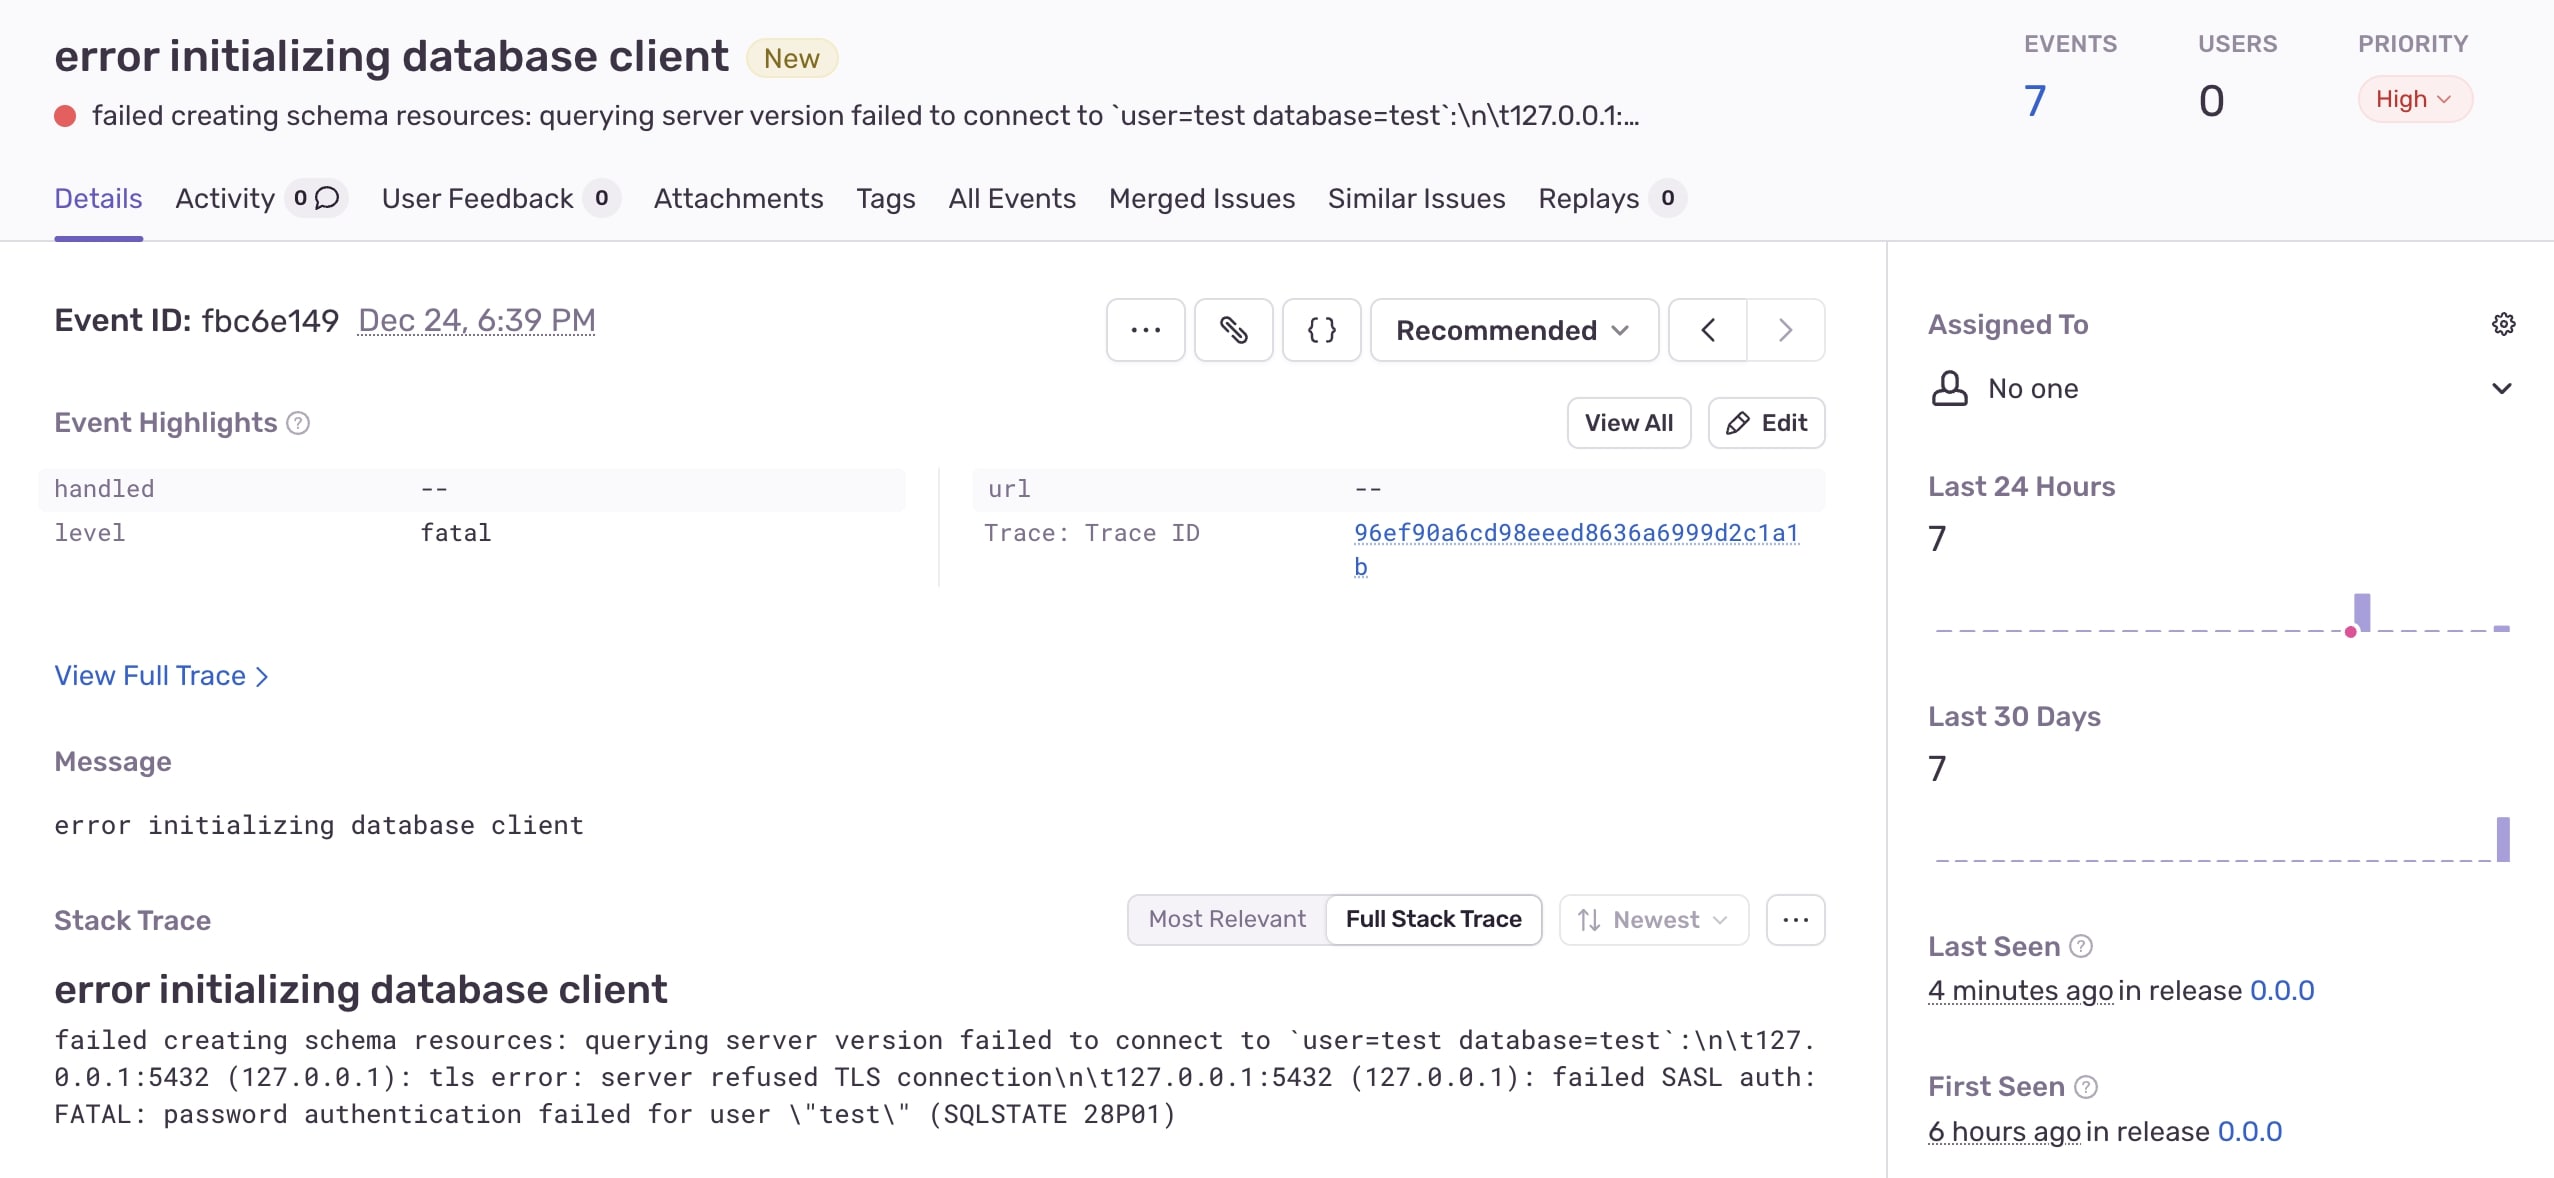 error initializing database client New
EVENTS USERS PRIORITY
7 0 High
failed creating schema resources: querying server version failed to connect to `user=test database=test`:\n\t127.0.0.1:...
Details Activity 0 User Feedback 0 Attachments Tags All Events Merged Issues Similar Issues Replays 0
Event ID: fbc6e149 Dec 24, 6:39 PM
... {} Recommended
Event Highlights ?
View All Edit
handled --
level fatal
url --
Trace: Trace ID 96ef90a6cd98eeed8636a6999d2c1a1
b
View Full Trace >
Message
error initializing database client
Stack Trace
Most Relevant Full Stack Trace Newest ...
error initializing database client
failed creating schema resources: querying server version failed to connect to `user=test database=test`:\n\t127.
0.0.1:5432 (127.0.0.1): tls error: server refused TLS connection\n\t127.0.0.1:5432 (127.0.0.1): failed SASL auth:
FATAL: password authentication failed for user \"test\" (SQLSTATE 28P01)
Assigned To
No one
Last 24 Hours
7
Last 30 Days
7
Last Seen ?
4 minutes ago in release 0.0.0
First Seen ?
6 hours ago in release 0.0.0